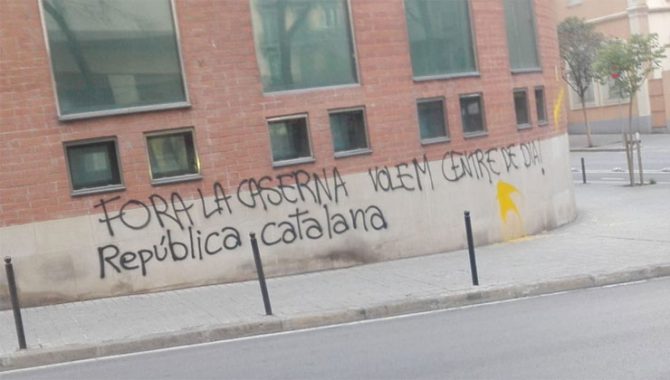 FORA LA CASERNA VOLEM CENTRE DE DIA!
República catalana